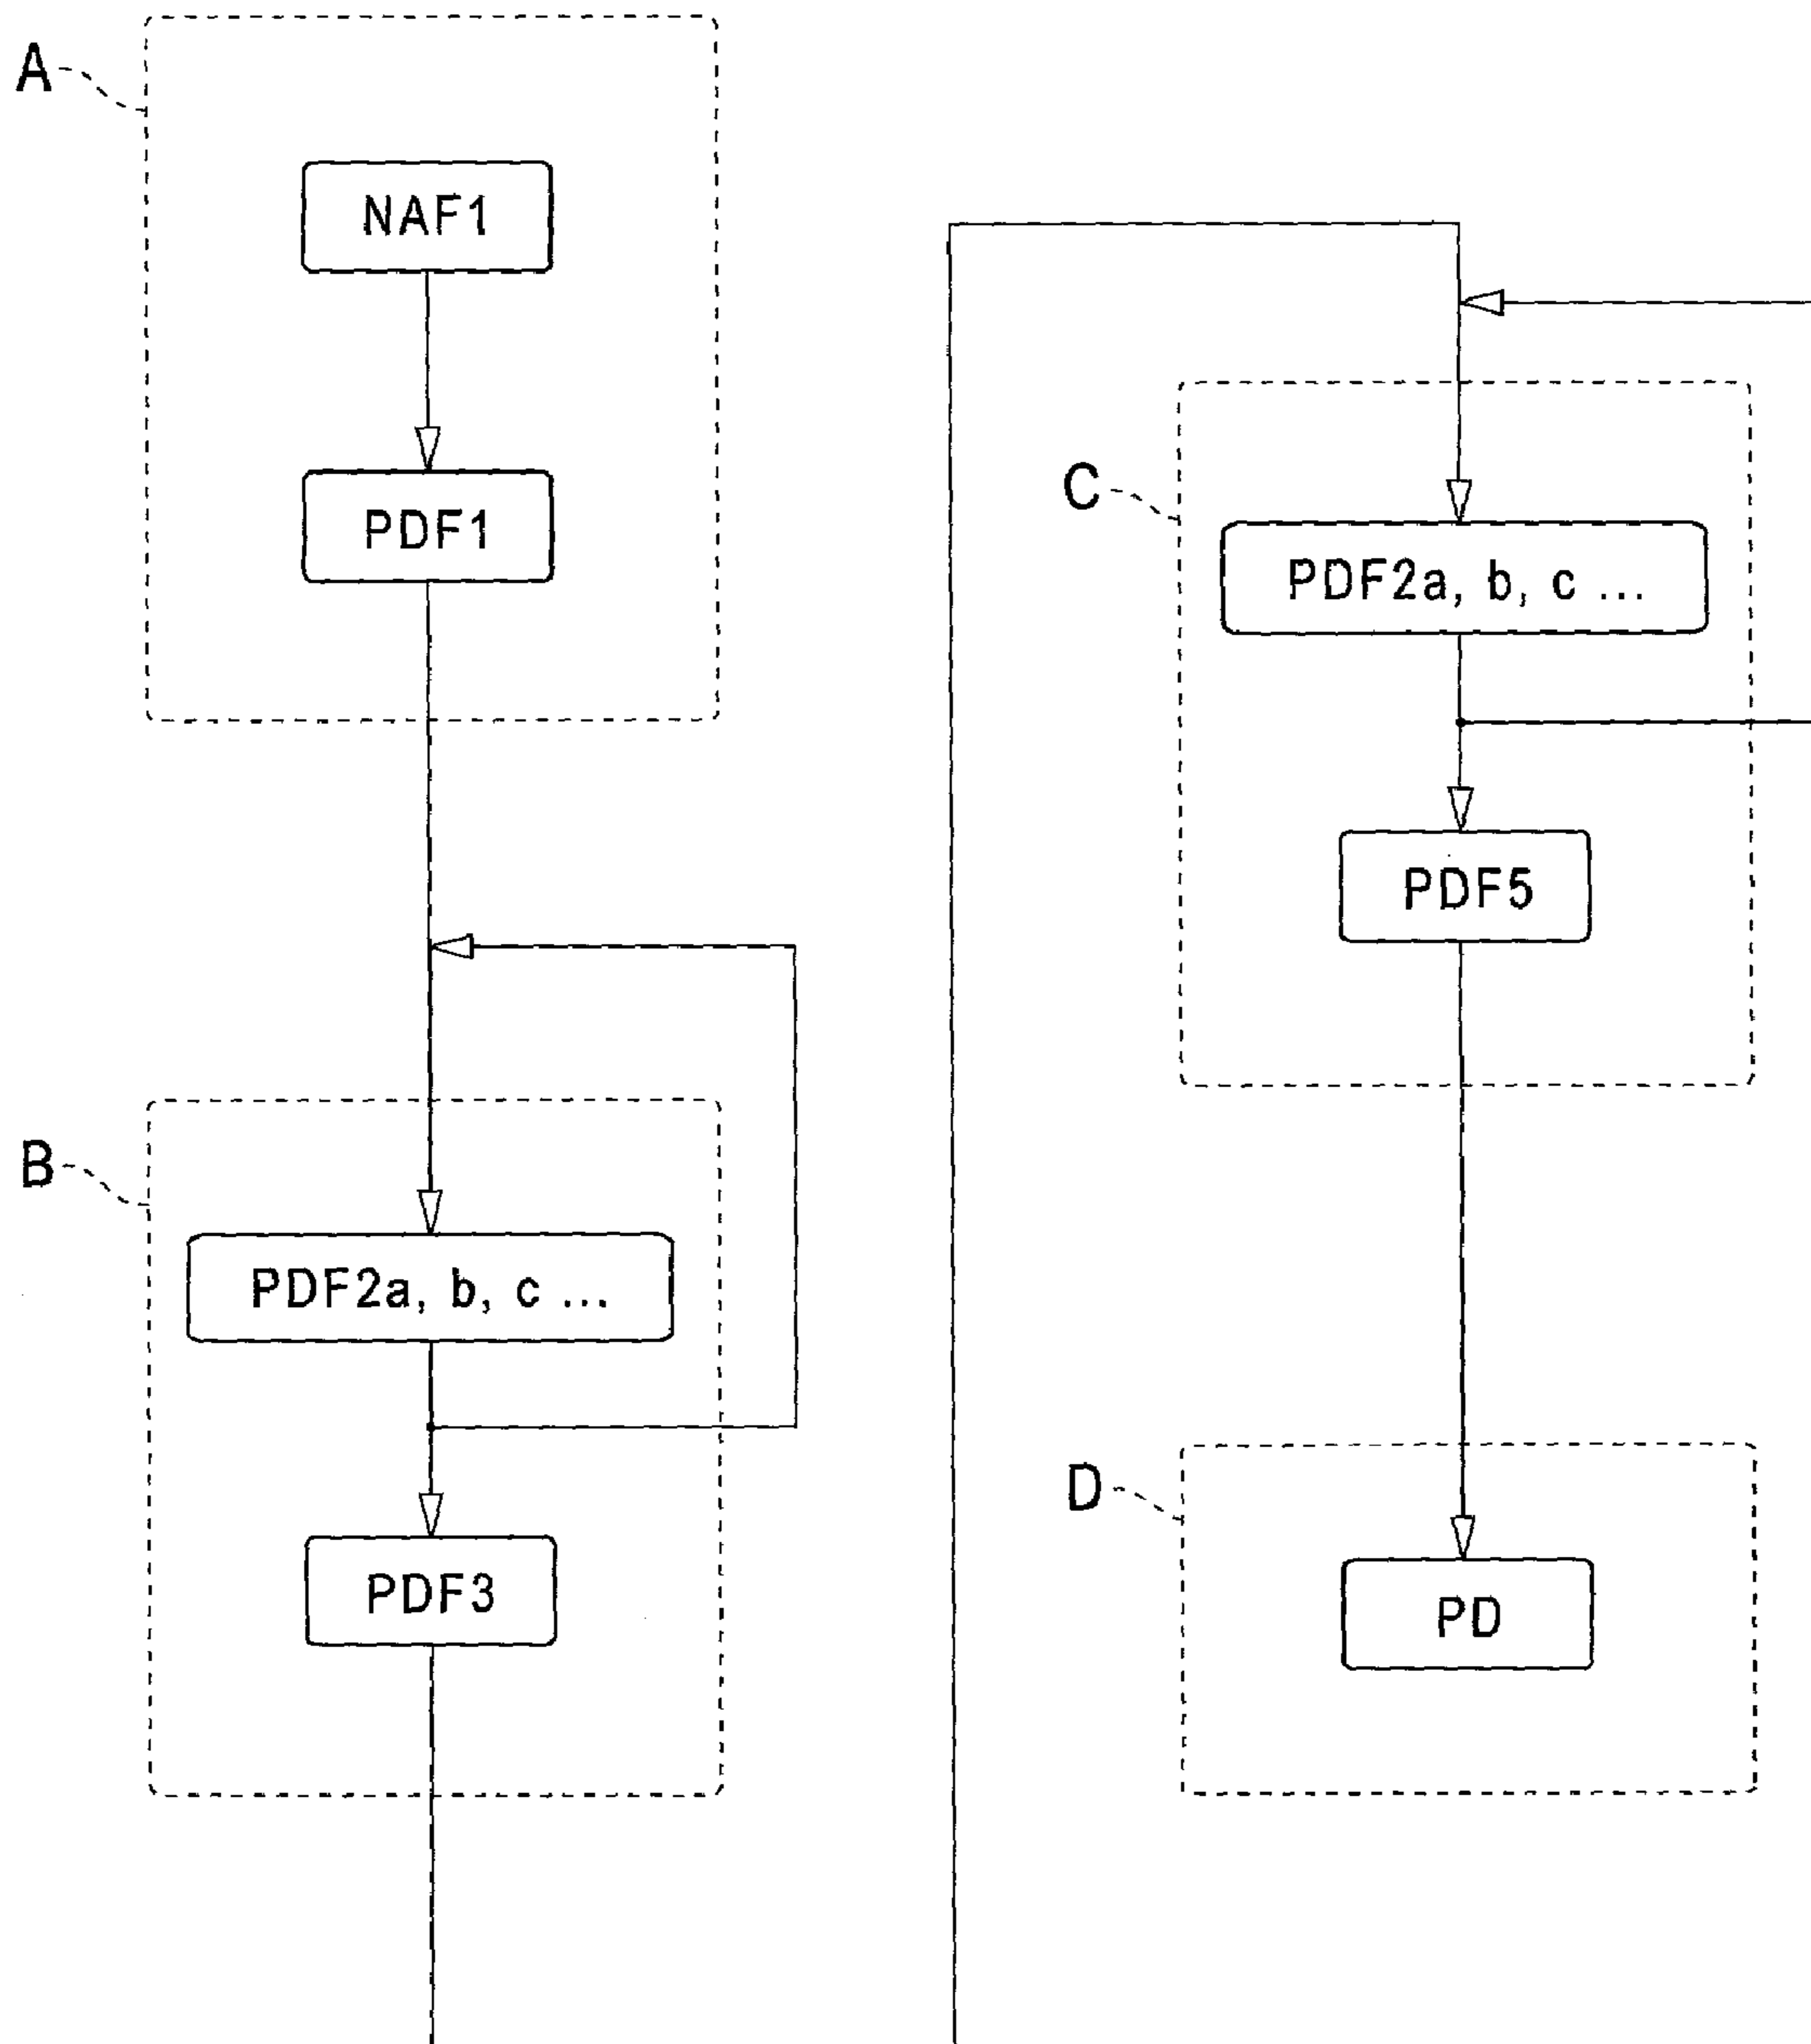 A
NAF1
PDF1
B
PDF2a, b, c ...
PDF3
C
PDF2a, b, c ...
PDF5
D
PD